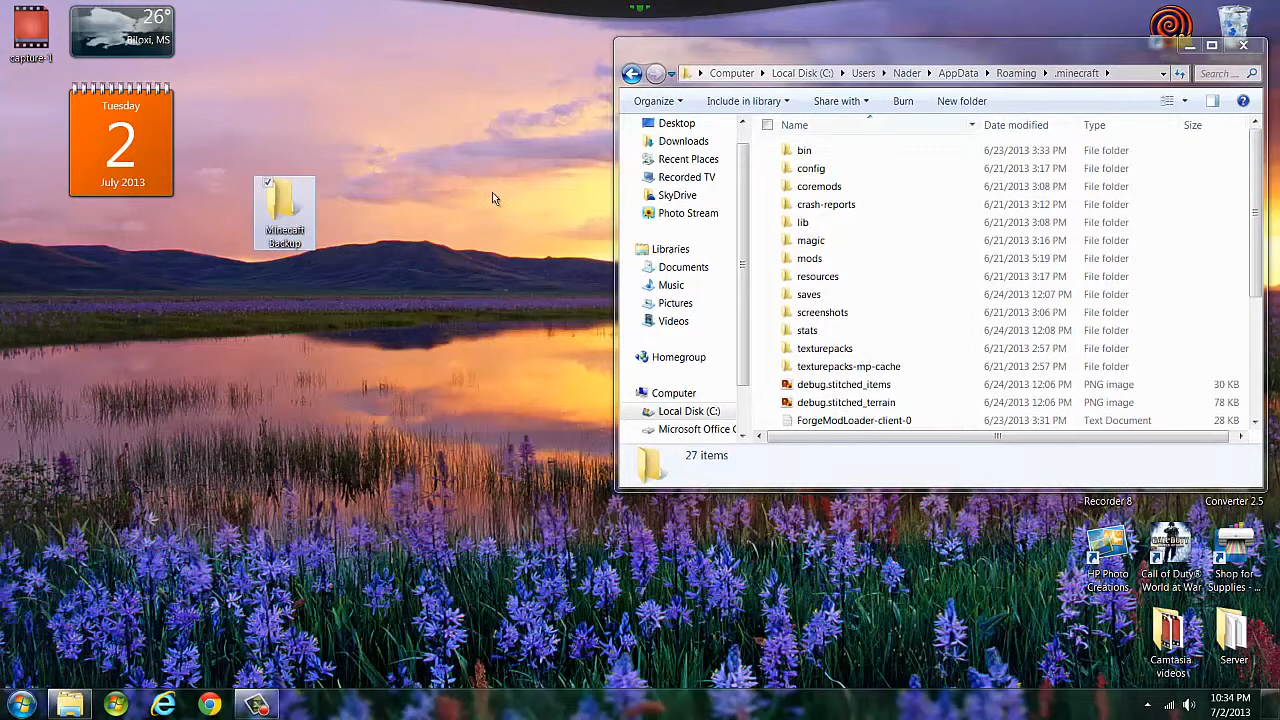 capture-1
26°
Biloxi, MS
Tuesday
2
July 2013
Minecaft
Backup
Computer
Local Disk (C:)
Users
Nader
AppData
Roaming
.minecraft
Search ...
Organize
Include in library
Share with
Burn
New folder
Desktop
Downloads
Recent Places
Recorded TV
SkyDrive
Photo Stream
Libraries
Documents
Music
Pictures
Videos
Homegroup
Computer
Local Disk (C:)
Microsoft Office C
Name Date modified Type Size
bin 6/23/2013 3:33 PM File folder
config 6/21/2013 3:17 PM File folder
coremods 6/21/2013 3:08 PM File folder
crash-reports 6/21/2013 3:12 PM File folder
lib 6/21/2013 3:08 PM File folder
magic 6/21/2013 3:16 PM File folder
mods 6/21/2013 5:19 PM File folder
resources 6/21/2013 3:17 PM File folder
saves 6/24/2013 12:07 PM File folder
screenshots 6/21/2013 3:06 PM File folder
stats 6/24/2013 12:08 PM File folder
texturepacks 6/21/2013 2:57 PM File folder
texturepacks-mp-cache 6/21/2013 2:57 PM File folder
debug.stitched_items 6/24/2013 12:06 PM PNG image 30 KB
debug.stitched_terrain 6/24/2013 12:06 PM PNG image 78 KB
ForgeModLoader-client-0 6/23/2013 3:31 PM Text Document 28 KB
27 items
Recorder 8
Converter 2.5
HP Photo
Creations
Call of Duty®
World at War
Shop for
Supplies - ...
Camtasia
videos
Server
10:34 PM
7/2/2013